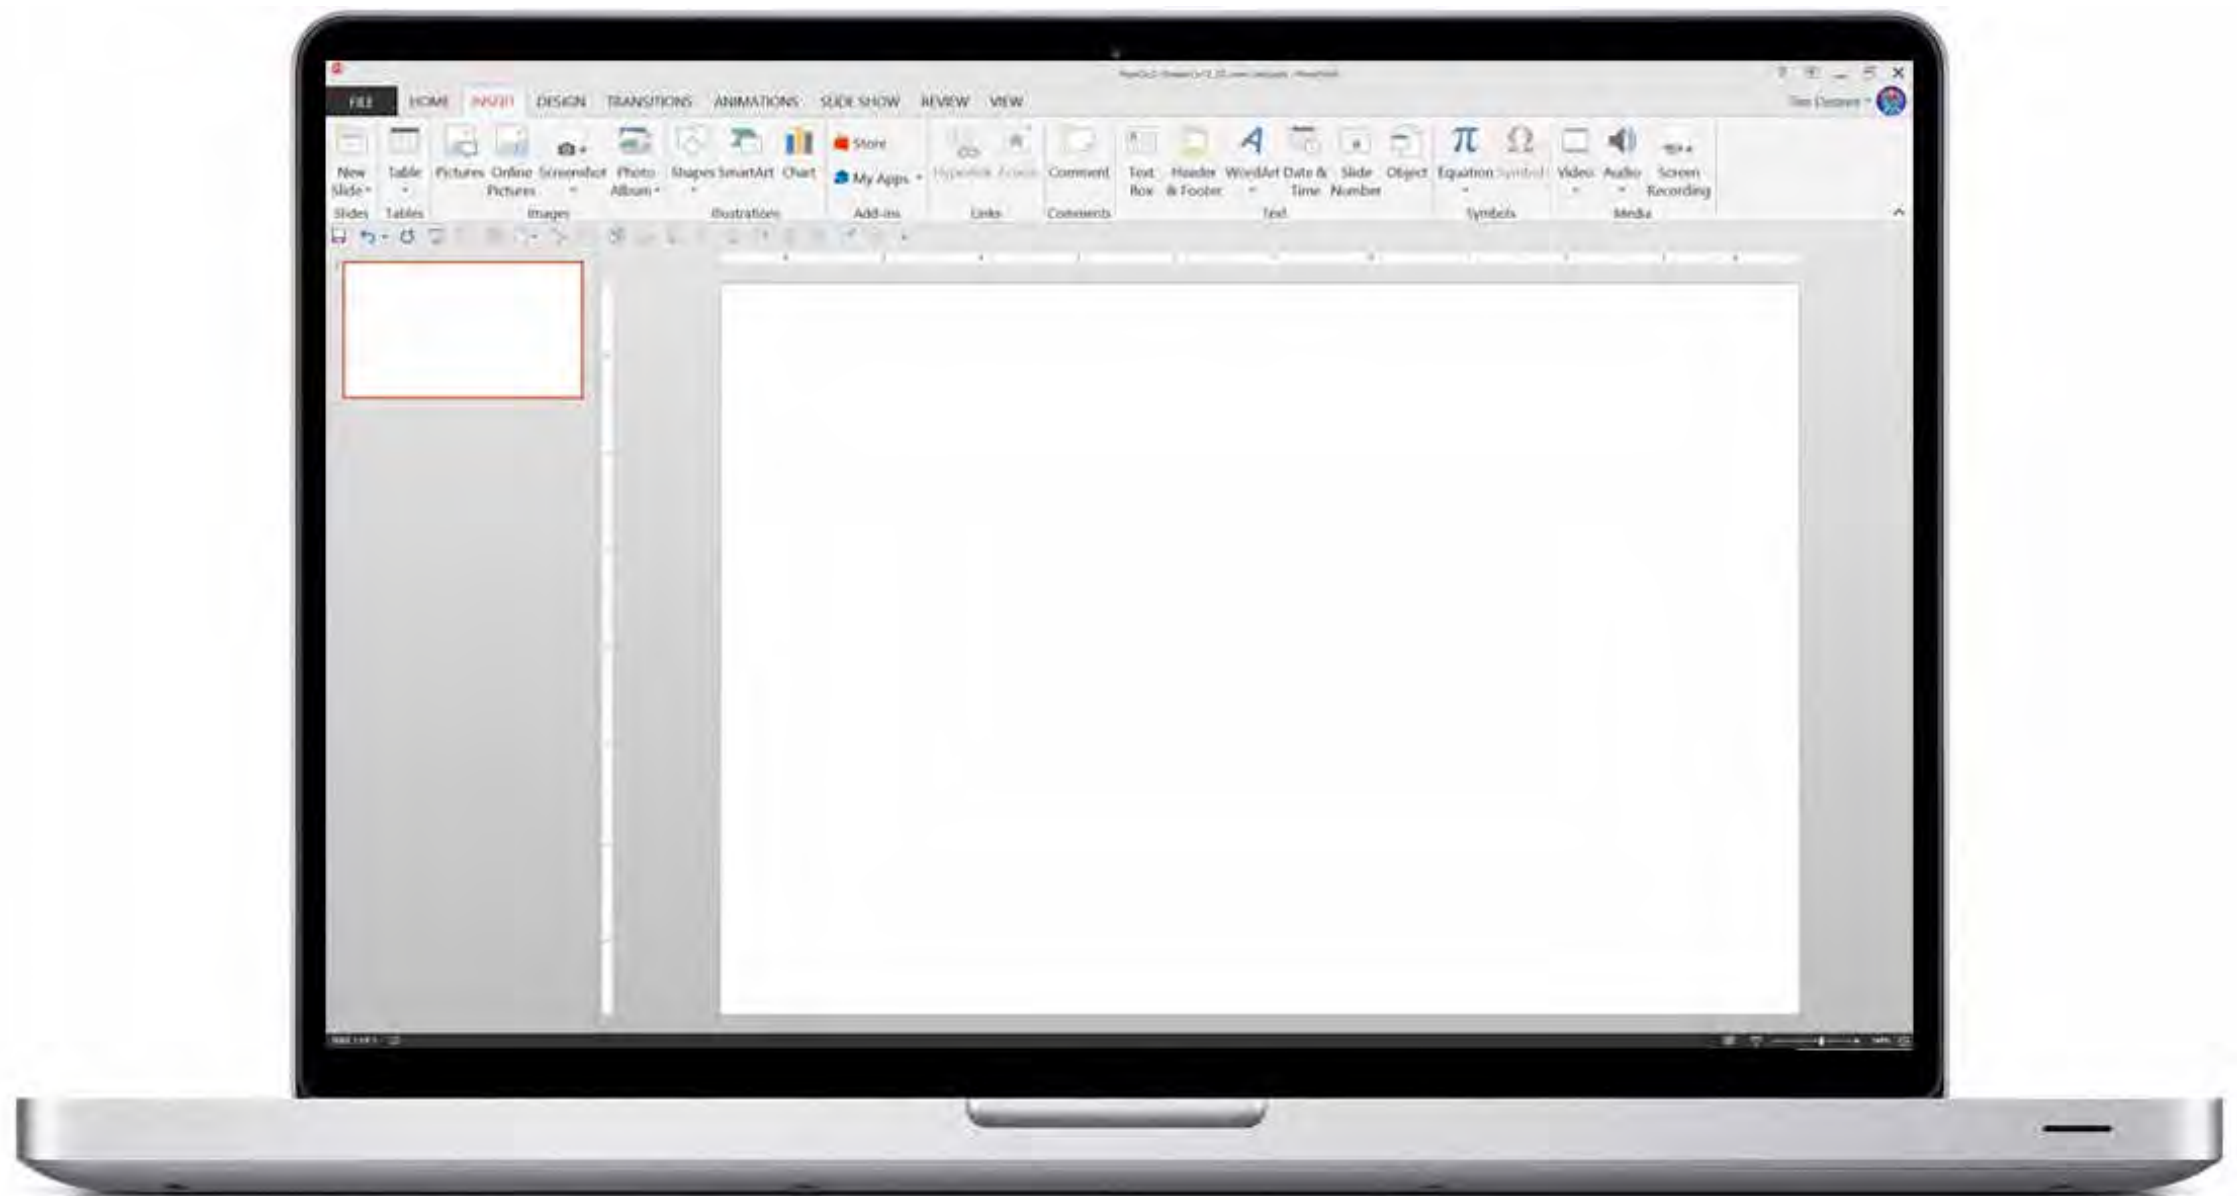 FILE HOME INSERT DESIGN TRANSITIONS ANIMATIONS SLIDE SHOW REVIEW VIEW
Store
New Table Pictures Online Screenshot Photo Shapes SmartArt Chart My Apps Hyperlink Action Comment Text Header WordArt Date & Slide Object Equation Symbol Video Audio Screen
Slide Pictures Album Box & Footer Time Number Recording
Slides Tables Images Illustrations Add-ins Links Comments Text Symbols Media